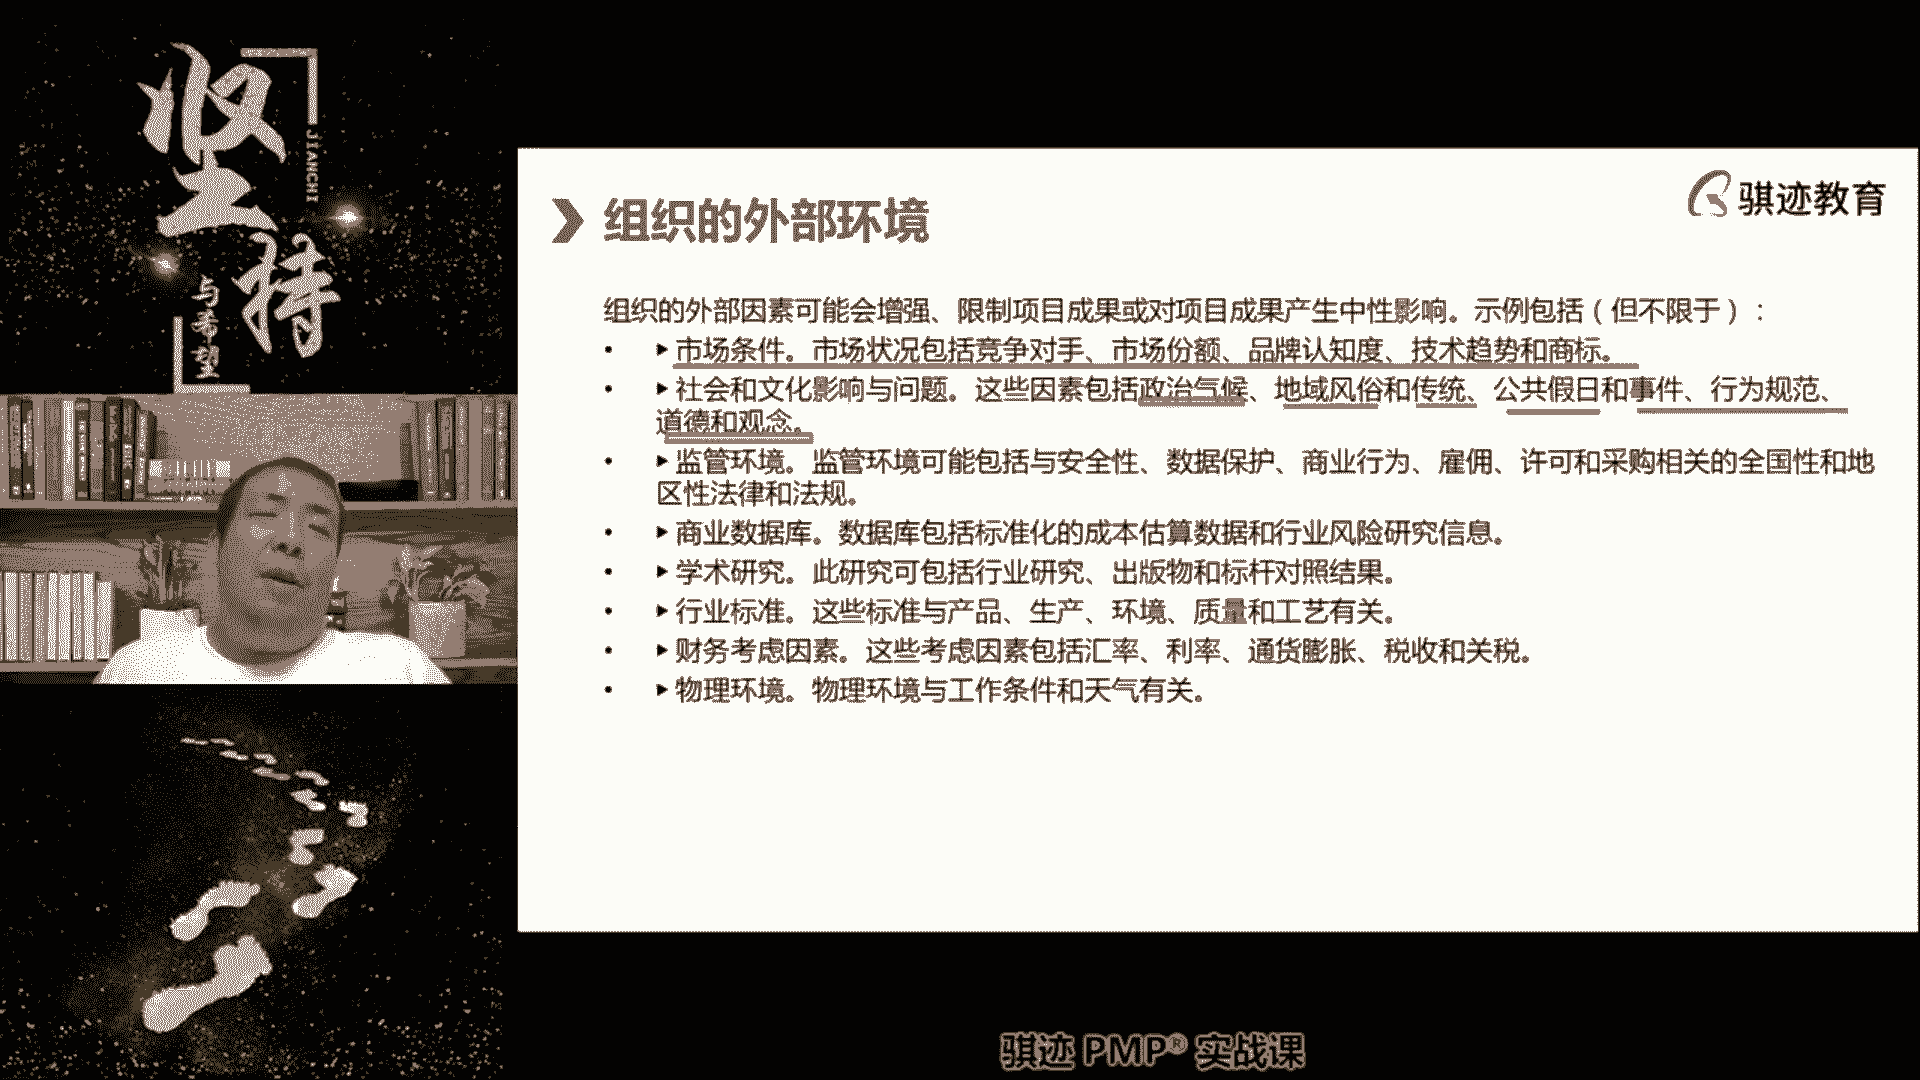 坚持
JIANCHI
与希望
骐迹教育
组织的外部环境
组织的外部因素可能会增强、限制项目成果或对项目成果产生中性影响。示例包括（但不限于）：
• ▶市场条件。市场状况包括竞争对手、市场份额、品牌认知度、技术趋势和商标。
• ▶社会和文化影响与问题。这些因素包括政治气候、地域风俗和传统、公共假日和事件、行为规范、
道德和观念。
• ▶监管环境。监管环境可能包括与安全性、数据保护、商业行为、雇佣、许可和采购相关的全国性和地
区性法律和法规。
• ▶商业数据库。数据库包括标准化的成本估算数据和行业风险研究信息。
• ▶学术研究。此研究可包括行业研究、出版物和标杆对照结果。
• ▶行业标准。这些标准与产品、生产、环境、质量和工艺有关。
• ▶财务考虑因素。这些考虑因素包括汇率、利率、通货膨胀、税收和关税。
• ▶物理环境。物理环境与工作条件和天气有关。
骐迹 PMP® 实战课